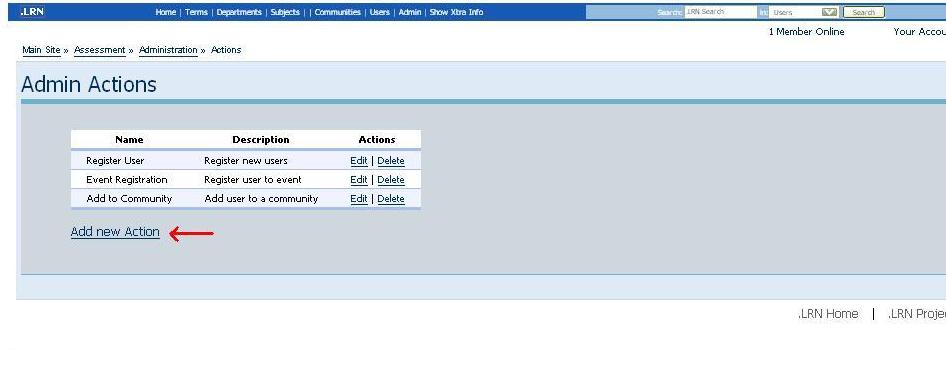 .LRN Home | Terms | Departments | Subjects | | Communities | Users | Admin | Show Xtra Info Search: .LRN Search in: Users Search
1 Member Online Your Accou
Main Site » Assessment » Administration » Actions
Admin Actions
Name Description Actions
Register User Register new users Edit | Delete
Event Registration Register user to event Edit | Delete
Add to Community Add user to a community Edit | Delete
Add new Action
.LRN Home | .LRN Proje